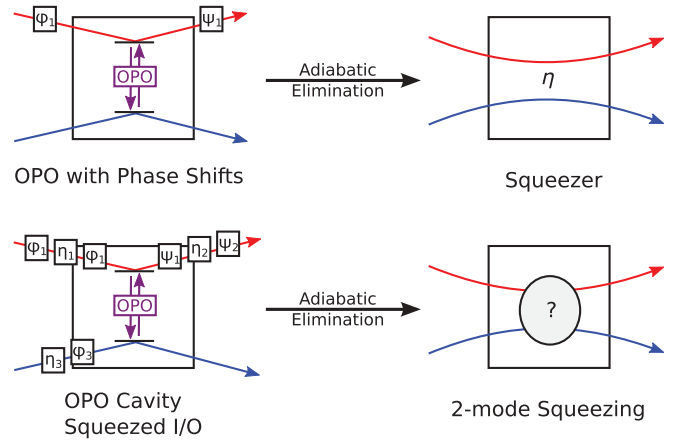 φ₁ ψ₁
OPO
Adiabatic
Elimination
η
OPO with Phase Shifts
Squeezer
φ₁ η₁ φ₁ ψ₁ η₂ ψ₂
OPO
Adiabatic
Elimination
?
η₃ φ₃
OPO Cavity
Squeezed I/O
2-mode Squeezing